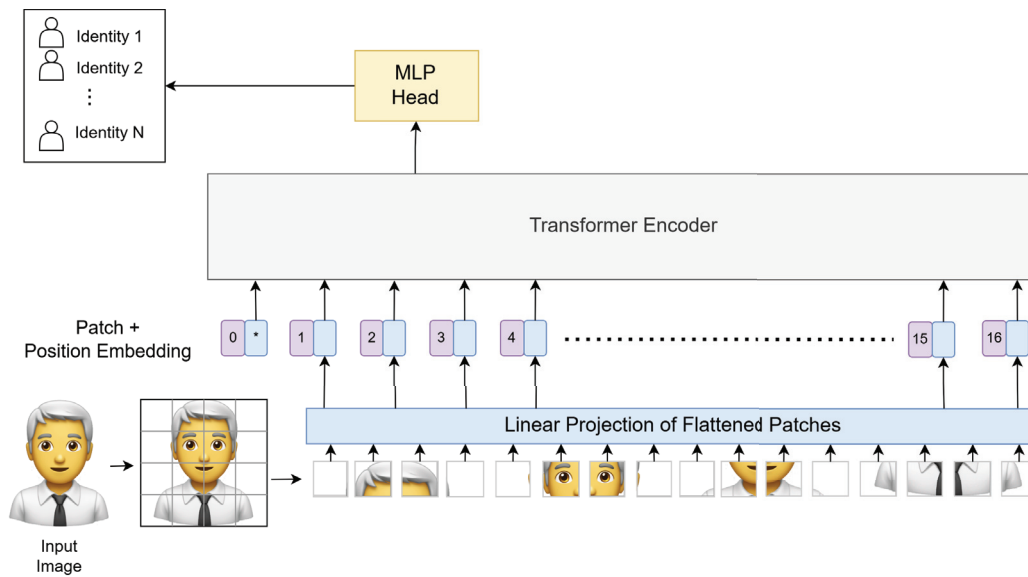 Identity 1
Identity 2
⋮
Identity N
MLP
Head
Transformer Encoder
Patch +
Position Embedding
0 * 1 2 3 4 15 16
Linear Projection of Flattened Patches
Input
Image